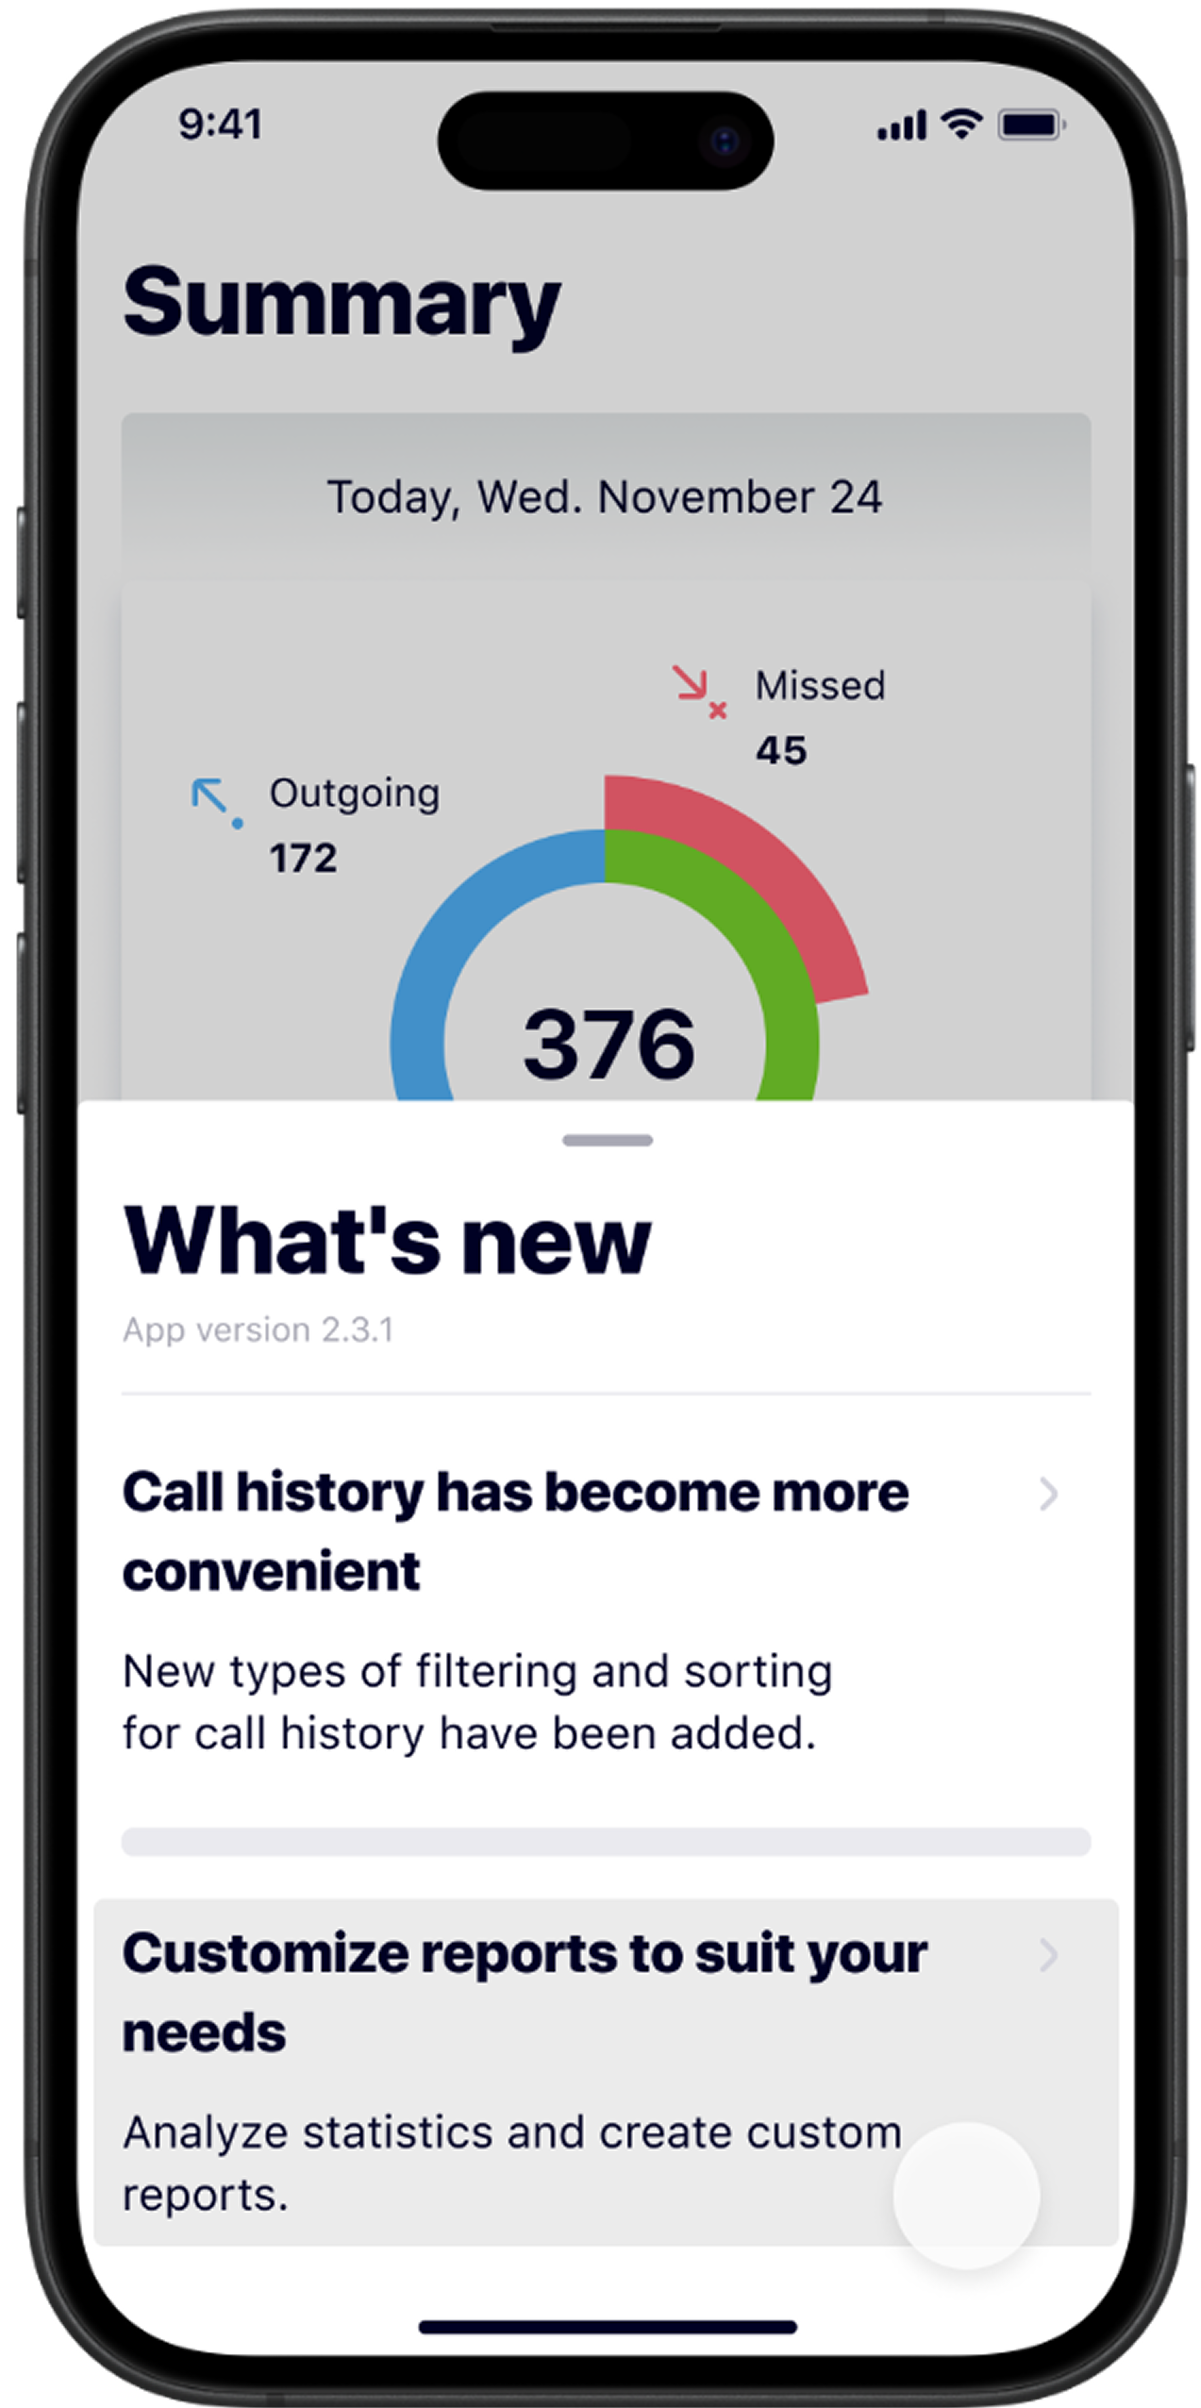 9:41
Summary
Today, Wed. November 24
Missed
45
Outgoing
172
376
What's new
App version 2.3.1
Call history has become more
convenient
New types of filtering and sorting
for call history have been added.
Customize reports to suit your
needs
Analyze statistics and create custom
reports.